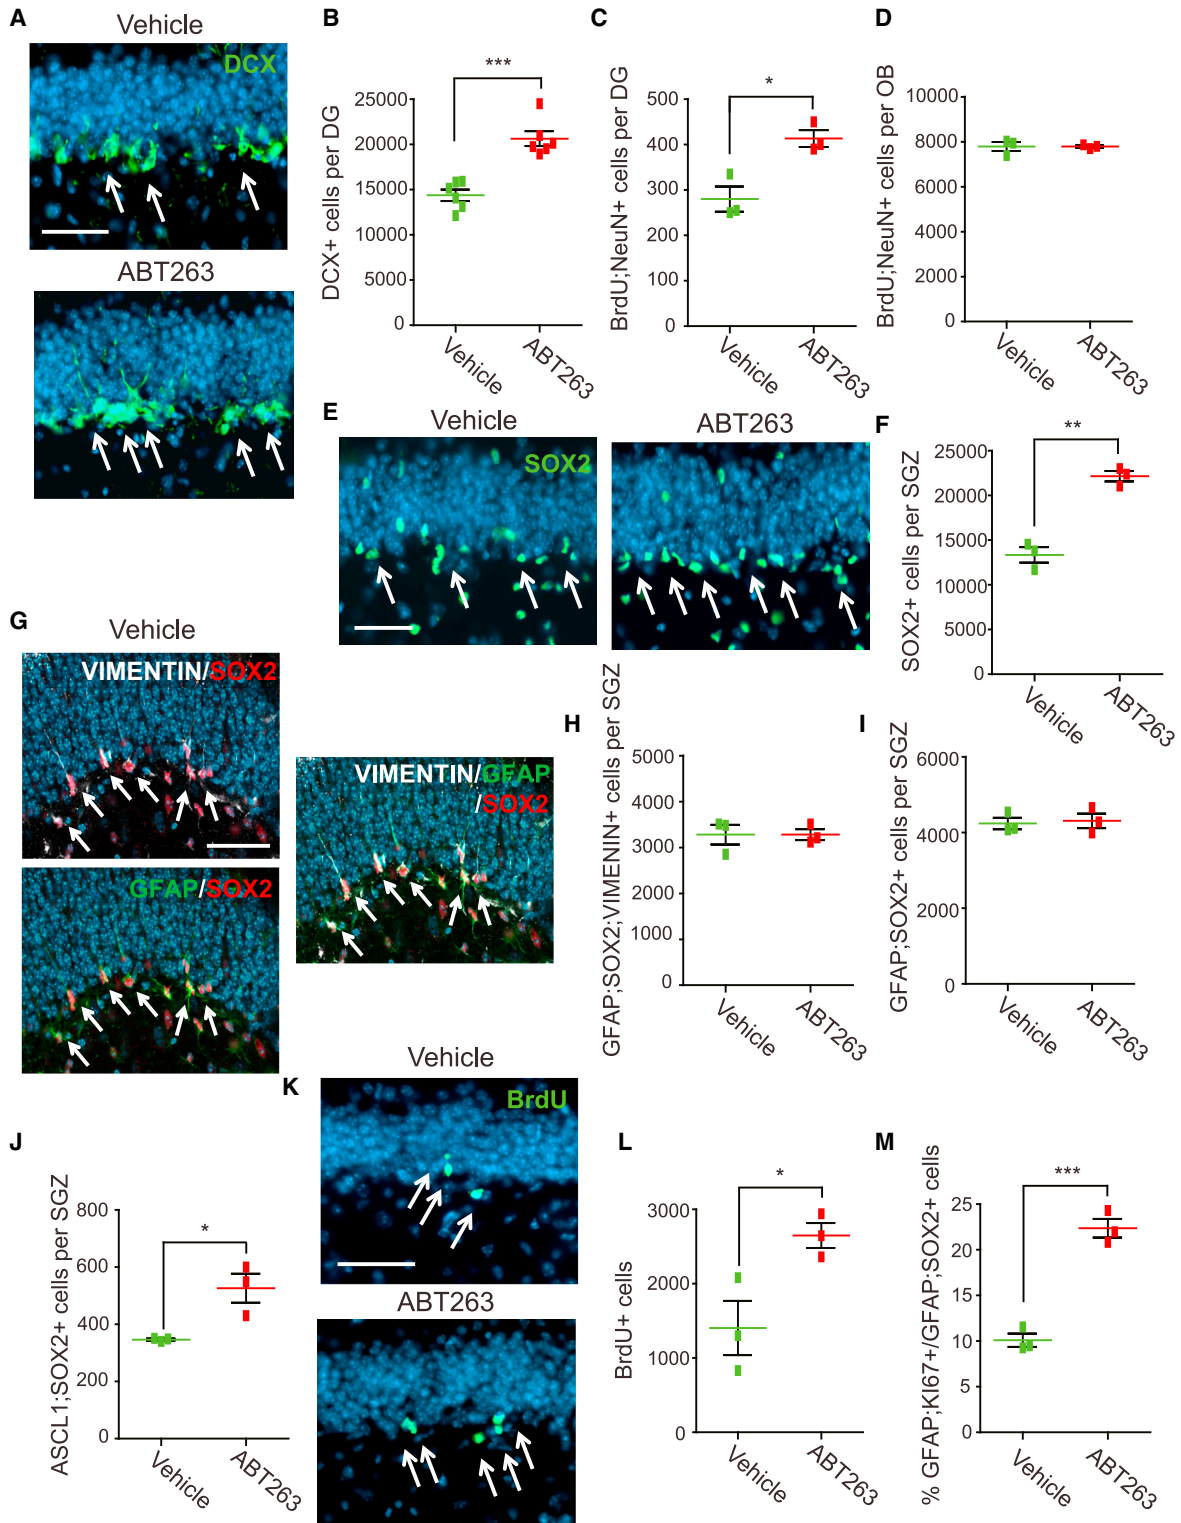 A
Vehicle
DCX
ABT263
B
***
DCX+ cells per DG
25000
20000
15000
10000
5000
0
Vehicle
ABT263
C
*
BrdU;NeuN+ cells per DG
500
400
300
200
100
0
Vehicle
ABT263
D
BrdU;NeuN+ cells per OB
10000
8000
6000
4000
2000
0
Vehicle
ABT263
E
Vehicle
SOX2
ABT263
F
**
SOX2+ cells per SGZ
25000
20000
15000
10000
5000
0
Vehicle
ABT263
G
Vehicle
VIMENTIN/SOX2
GFAP/SOX2
VIMENTIN/GFAP
/SOX2
H
GFAP;SOX2;VIMENIN+ cells per SGZ
5000
4000
3000
2000
1000
0
Vehicle
ABT263
I
GFAP;SOX2+ cells per SGZ
6000
4000
2000
0
Vehicle
ABT263
J
*
ASCL1;SOX2+ cells per SGZ
800
600
400
200
0
Vehicle
ABT263
K
Vehicle
BrdU
ABT263
L
*
BrdU+ cells
3000
2000
1000
0
Vehicle
ABT263
M
***
% GFAP;KI67+/GFAP;SOX2+ cells
25
20
15
10
5
0
Vehicle
ABT263